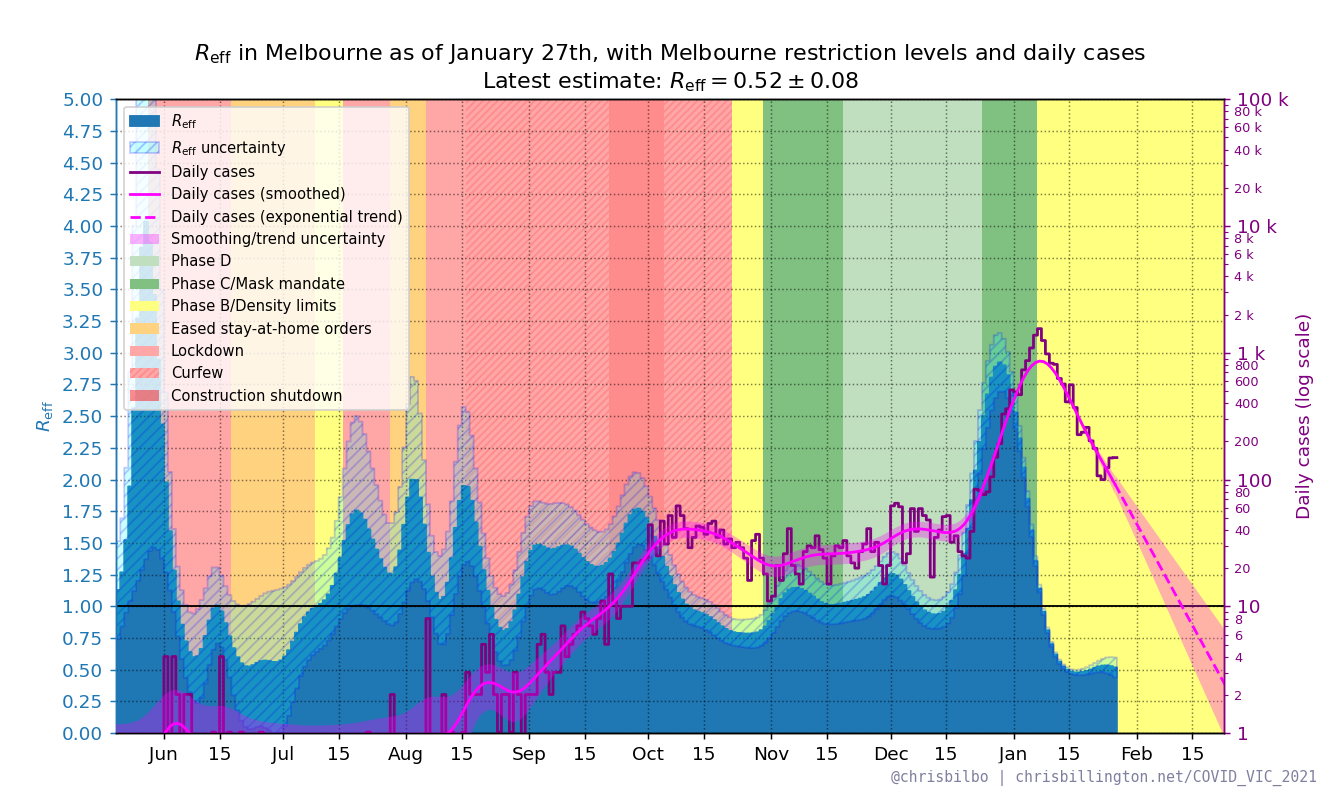 R_eff in Melbourne as of January 27th, with Melbourne restriction levels and daily cases
Latest estimate: R_eff = 0.52 ± 0.08
R_eff
R_eff uncertainty
Daily cases
Daily cases (smoothed)
Daily cases (exponential trend)
Smoothing/trend uncertainty
Phase D
Phase C/Mask mandate
Phase B/Density limits
Eased stay-at-home orders
Lockdown
Curfew
Construction shutdown
R_eff
5.00
4.75
4.50
4.25
4.00
3.75
3.50
3.25
3.00
2.75
2.50
2.25
2.00
1.75
1.50
1.25
1.00
0.75
0.50
0.25
0.00
Jun 15 Jul 15 Aug 15 Sep 15 Oct 15 Nov 15 Dec 15 Jan 15 Feb 15
100 k
80 k
60 k
40 k
20 k
10 k
8 k
6 k
4 k
2 k
1 k
800
600
400
200
100
80
60
40
20
10
8
6
4
2
1
Daily cases (log scale)
@chrisbilbo | chrisbillington.net/COVID_VIC_2021